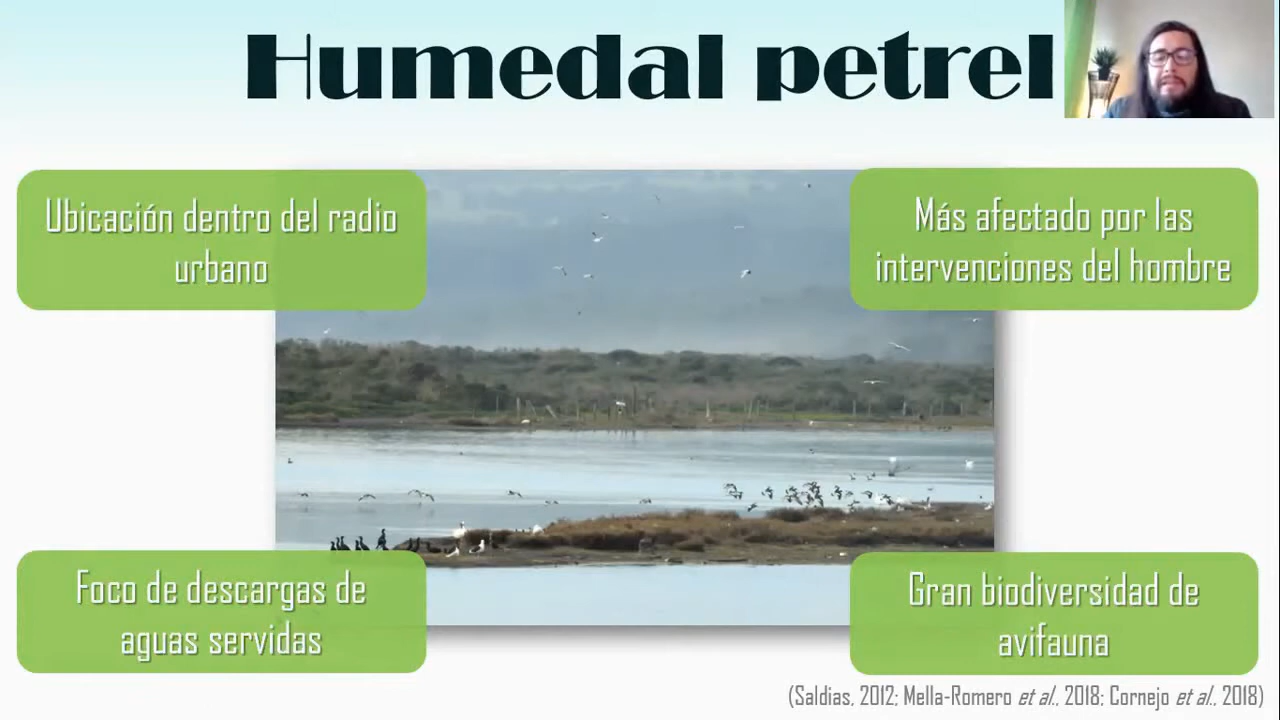 Humedal petrel
Ubicación dentro del radio
urbano
Más afectado por las
intervenciones del hombre
Foco de descargas de
aguas servidas
Gran biodiversidad de
avifauna
(Saldias, 2012; Mella-Romero et al., 2018; Cornejo et al., 2018)